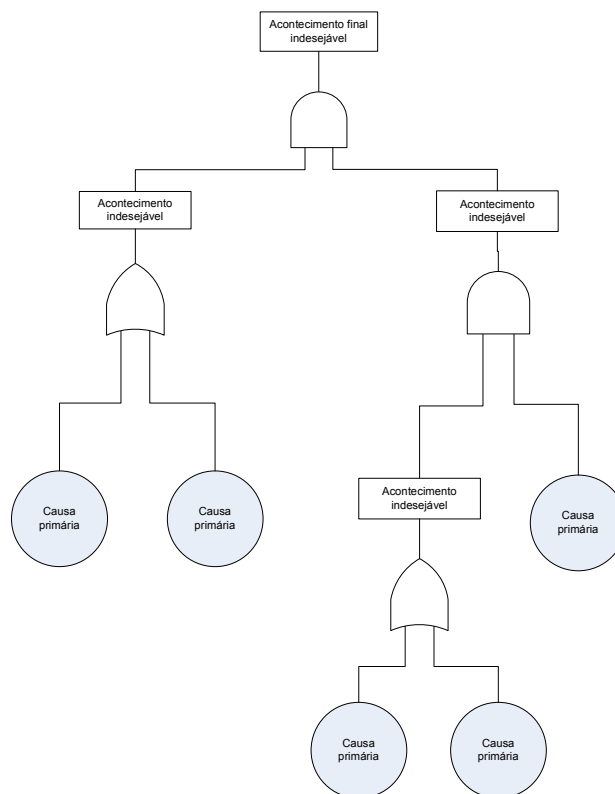 Acontecimento final
indesejável
Acontecimento
indesejável
Acontecimento
indesejável
Causa
primária
Causa
primária
Acontecimento
indesejável
Causa
primária
Causa
primária
Causa
primária